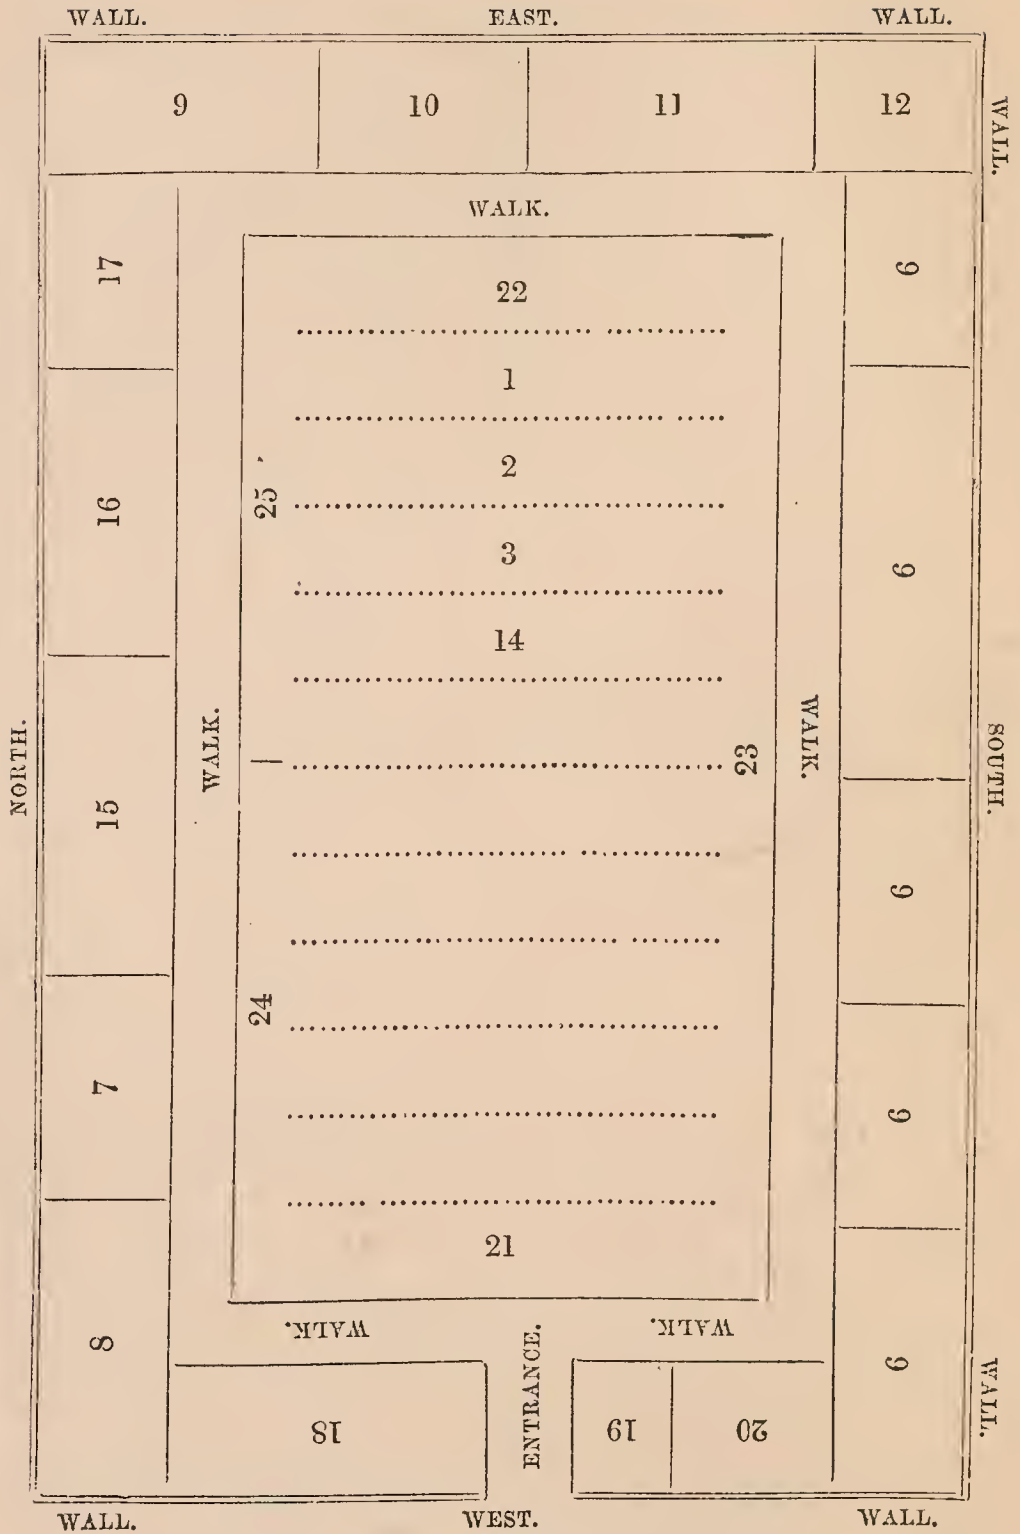 WALL. EAST. WALL.
9 10 11 12
WALL.
WALK.
17
6
22
1
2
25
16
3
6
14
NORTH.
15
WALK.
23
WALK.
SOUTH.
6
24
7
6
21
8
WALK.
ENTRANCE.
WALK.
6
WALL.
18
19
20
WALL. WEST. WALL.